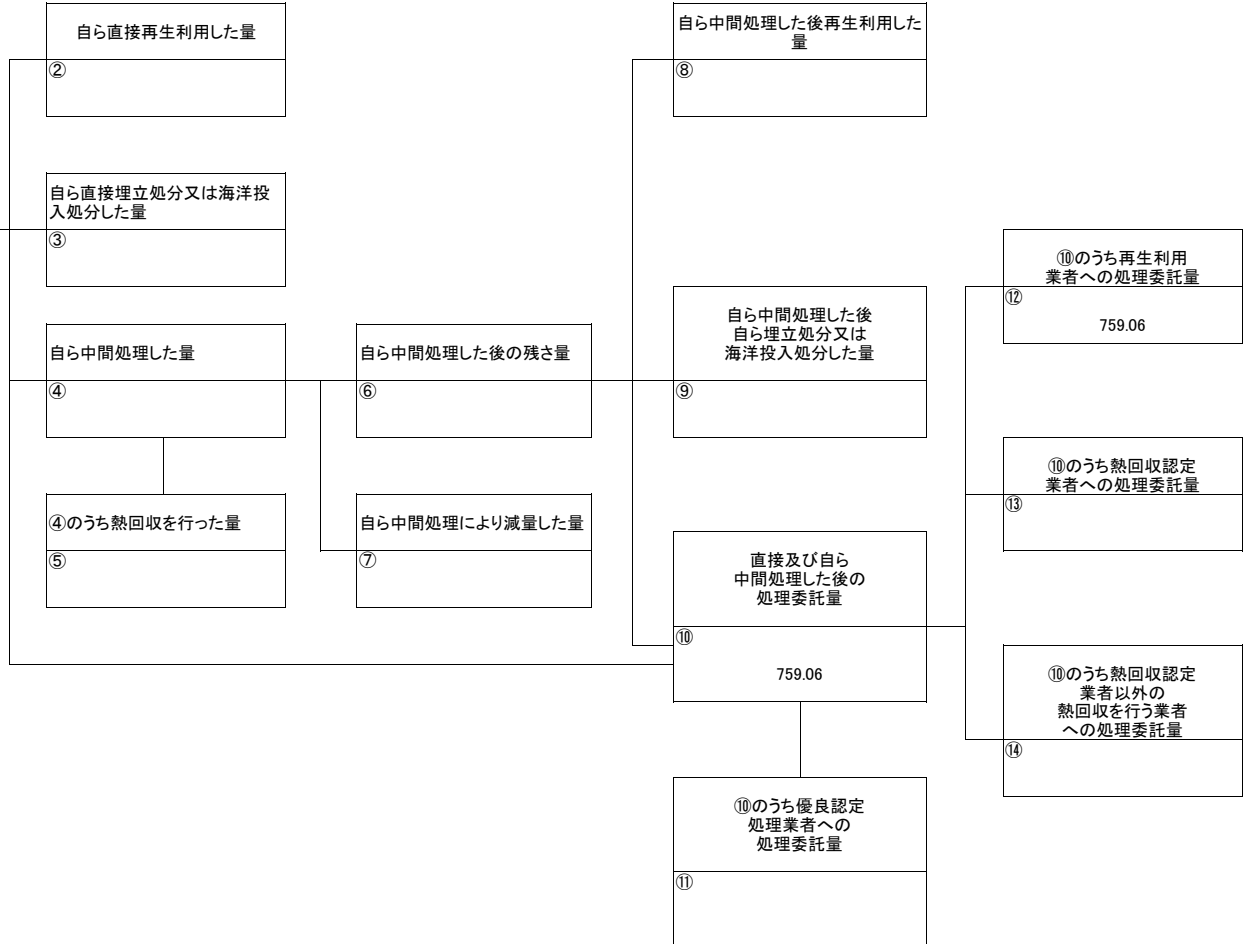 自ら直接再生利用した量
②
自ら直接埋立処分又は海洋投
入処分した量
③
自ら中間処理した量
④
④のうち熱回収を行った量
⑤
自ら中間処理した後の残さ量
⑥
自ら中間処理により減量した量
⑦
自ら中間処理した後再生利用した
量
⑧
自ら中間処理した後
自ら埋立処分又は
海洋投入処分した量
⑨
直接及び自ら
中間処理した後の
処理委託量
⑩
759.06
⑩のうち優良認定
処理業者への
処理委託量
⑪
⑩のうち再生利用
業者への処理委託量
⑫
759.06
⑩のうち熱回収認定
業者への処理委託量
⑬
⑩のうち熱回収認定
業者以外の
熱回収を行う業者
への処理委託量
⑭